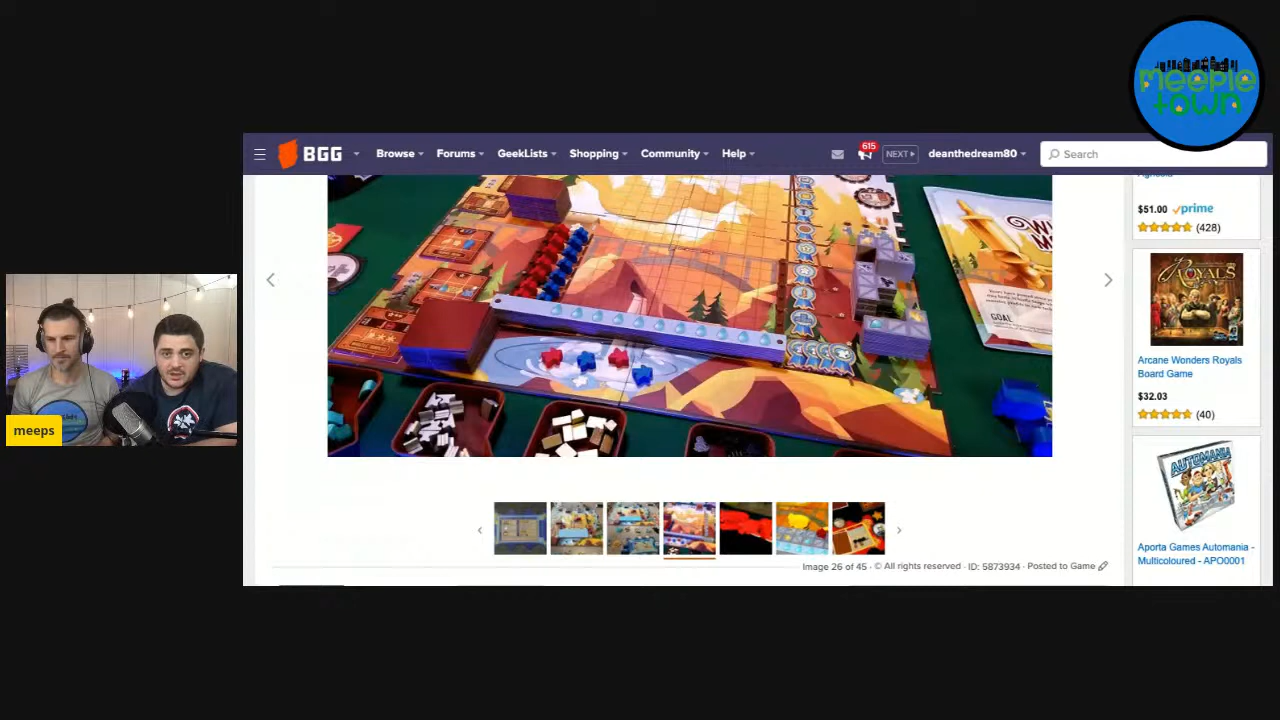 meeple
town
BGG
Browse
Forums
GeekLists
Shopping
Community
Help
615
NEXT
deanthedream80
Search
$51.00 prime
(428)
GOAL
ROYALS
Arcane Wonders Royals
Board Game
$32.03
(40)
AUTOMANIA
Aporta Games Automania -
Multicoloured - APO0001
meeps
Image 26 of 45 · © All rights reserved · ID: 5873934 · Posted to Game